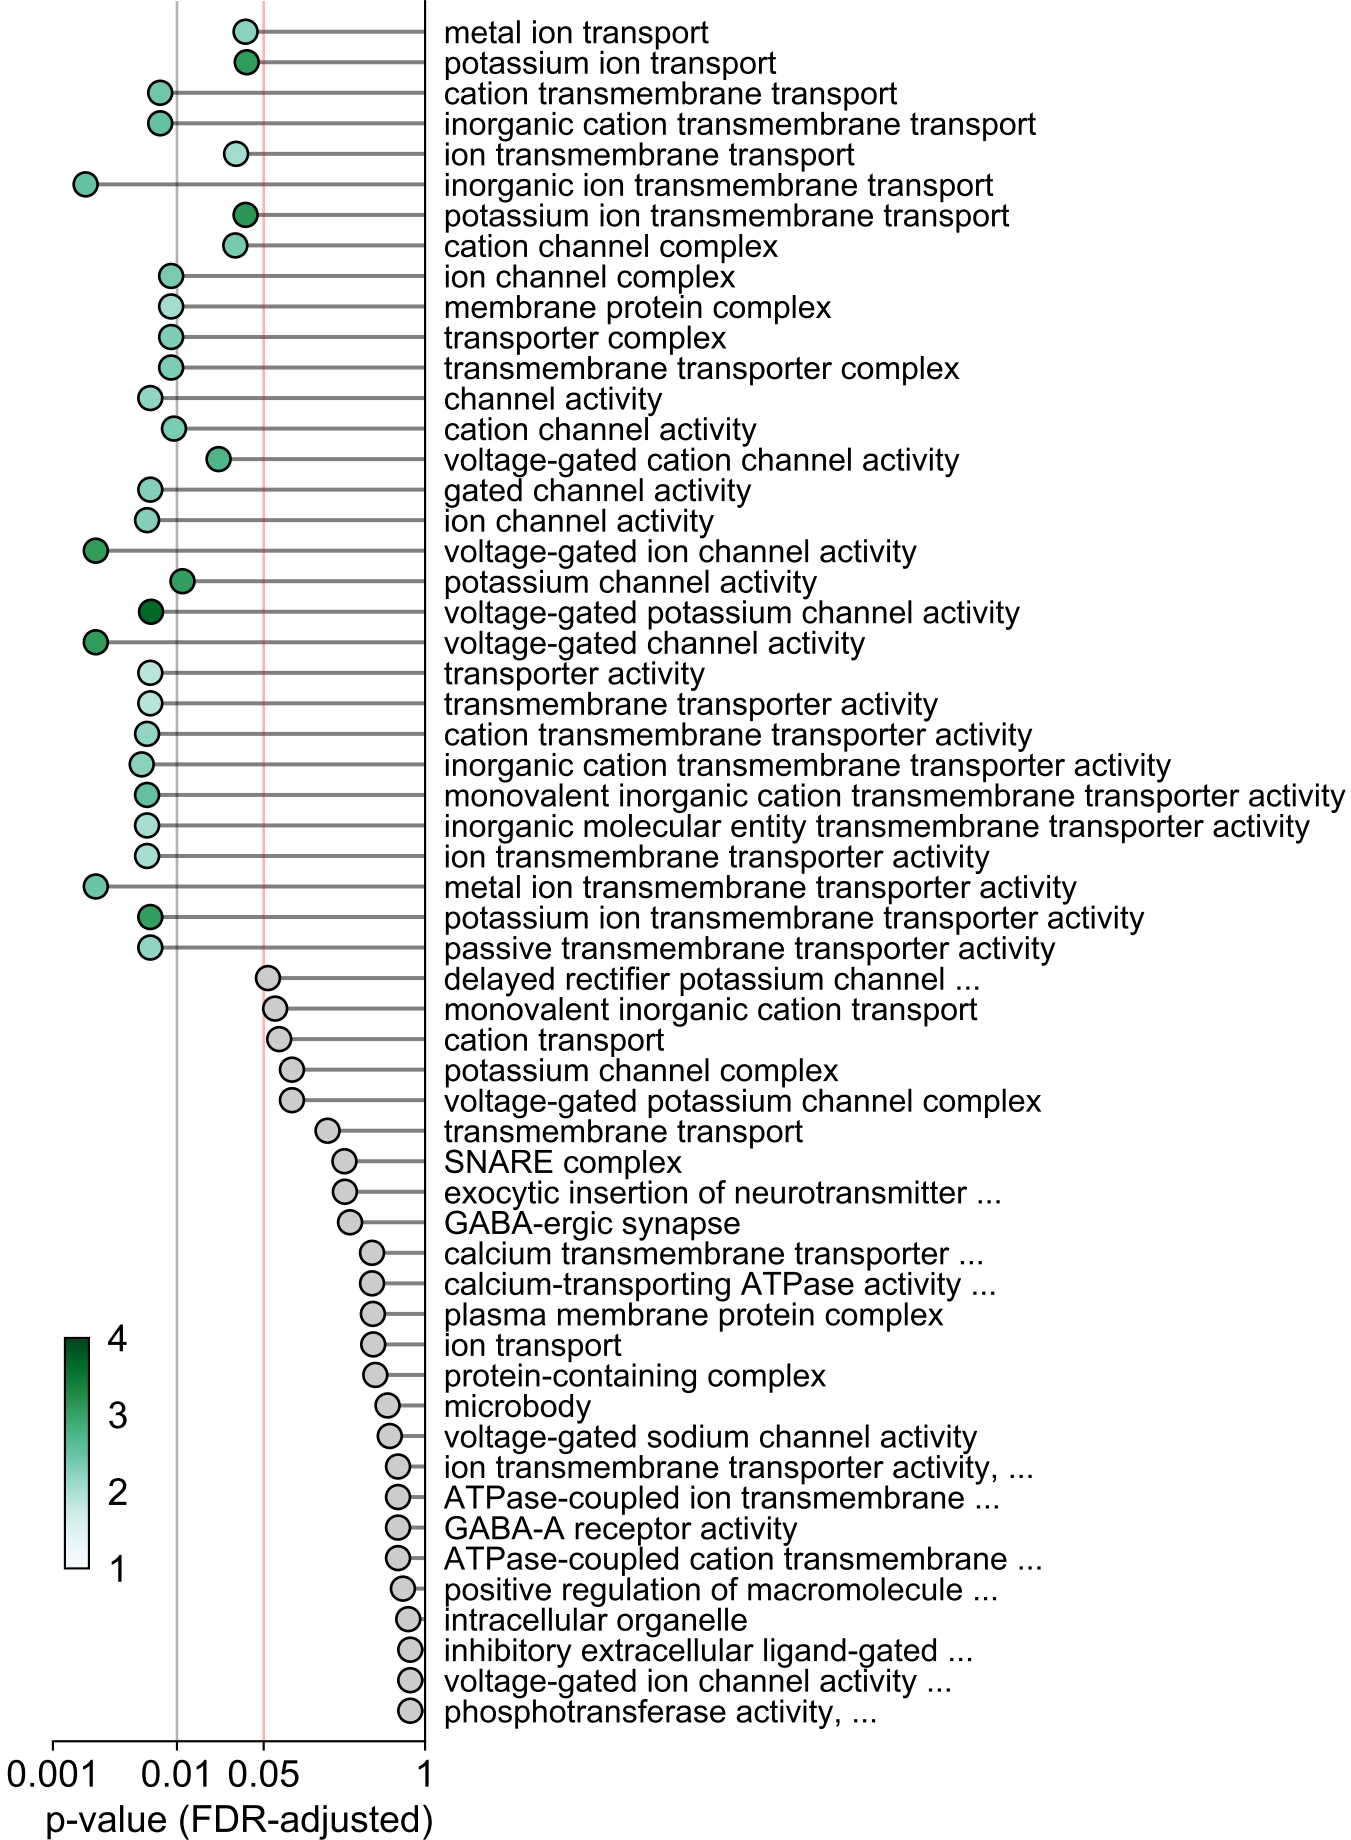 metal ion transport
potassium ion transport
cation transmembrane transport
inorganic cation transmembrane transport
ion transmembrane transport
inorganic ion transmembrane transport
potassium ion transmembrane transport
cation channel complex
ion channel complex
membrane protein complex
transporter complex
transmembrane transporter complex
channel activity
cation channel activity
voltage-gated cation channel activity
gated channel activity
ion channel activity
voltage-gated ion channel activity
potassium channel activity
voltage-gated potassium channel activity
voltage-gated channel activity
transporter activity
transmembrane transporter activity
cation transmembrane transporter activity
inorganic cation transmembrane transporter activity
monovalent inorganic cation transmembrane transporter activity
inorganic molecular entity transmembrane transporter activity
ion transmembrane transporter activity
metal ion transmembrane transporter activity
potassium ion transmembrane transporter activity
passive transmembrane transporter activity
delayed rectifier potassium channel ...
monovalent inorganic cation transport
cation transport
potassium channel complex
voltage-gated potassium channel complex
transmembrane transport
SNARE complex
exocytic insertion of neurotransmitter ...
GABA-ergic synapse
calcium transmembrane transporter ...
calcium-transporting ATPase activity ...
plasma membrane protein complex
ion transport
protein-containing complex
microbody
voltage-gated sodium channel activity
ion transmembrane transporter activity, ...
ATPase-coupled ion transmembrane ...
GABA-A receptor activity
ATPase-coupled cation transmembrane ...
positive regulation of macromolecule ...
intracellular organelle
inhibitory extracellular ligand-gated ...
voltage-gated ion channel activity ...
phosphotransferase activity, ...
4
3
2
1
0.001 0.01 0.05 1
p-value (FDR-adjusted)